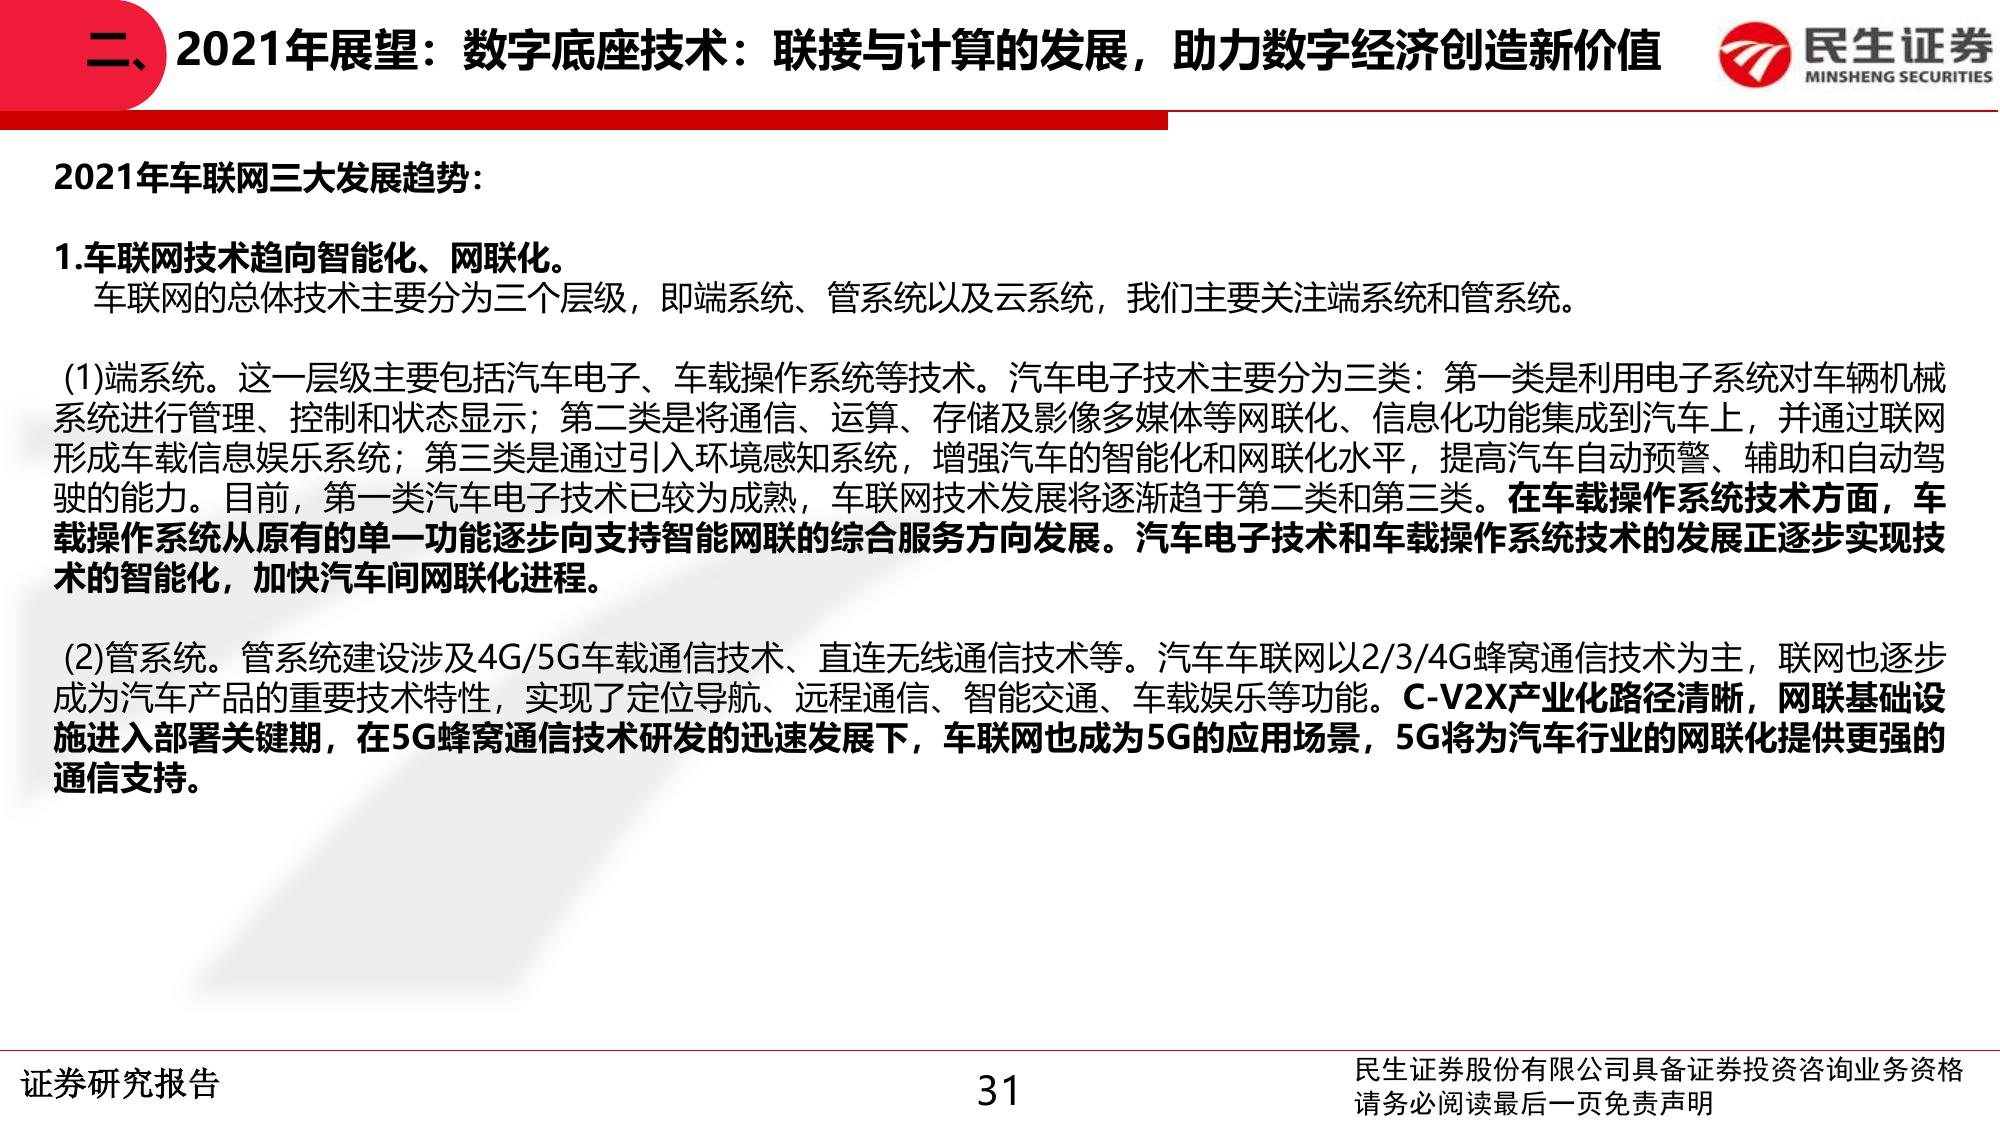 二、2021年展望：数字底座技术：联接与计算的发展，助力数字经济创造新价值
民生证券
MINSHENG SECURITIES
2021年车联网三大发展趋势：
1.车联网技术趋向智能化、网联化。
车联网的总体技术主要分为三个层级，即端系统、管系统以及云系统，我们主要关注端系统和管系统。
(1)端系统。这一层级主要包括汽车电子、车载操作系统等技术。汽车电子技术主要分为三类：第一类是利用电子系统对车辆机械
系统进行管理、控制和状态显示；第二类是将通信、运算、存储及影像多媒体等网联化、信息化功能集成到汽车上，并通过联网
形成车载信息娱乐系统；第三类是通过引入环境感知系统，增强汽车的智能化和网联化水平，提高汽车自动预警、辅助和自动驾
驶的能力。目前，第一类汽车电子技术已较为成熟，车联网技术发展将逐渐趋于第二类和第三类。在车载操作系统技术方面，车
载操作系统从原有的单一功能逐步向支持智能网联的综合服务方向发展。汽车电子技术和车载操作系统技术的发展正逐步实现技
术的智能化，加快汽车间网联化进程。
(2)管系统。管系统建设涉及4G/5G车载通信技术、直连无线通信技术等。汽车车联网以2/3/4G蜂窝通信技术为主，联网也逐步
成为汽车产品的重要技术特性，实现了定位导航、远程通信、智能交通、车载娱乐等功能。C-V2X产业化路径清晰，网联基础设
施进入部署关键期，在5G蜂窝通信技术研发的迅速发展下，车联网也成为5G的应用场景，5G将为汽车行业的网联化提供更强的
通信支持。
证券研究报告
31
民生证券股份有限公司具备证券投资咨询业务资格
请务必阅读最后一页免责声明